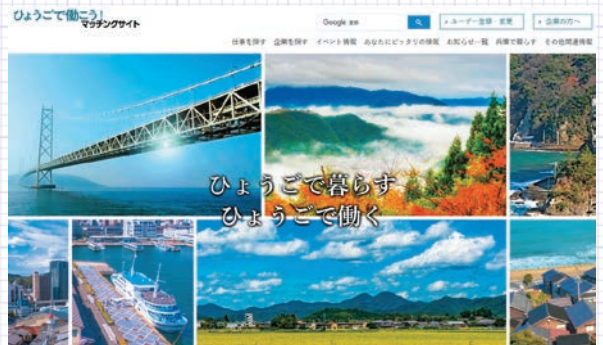 ひょうごで働こう!
マッチングサイト
Google 検索
ユーザー登録・変更
企業の方へ
仕事を探す 企業を探す イベント情報 あなたにピッタリの情報 お知らせ一覧 兵庫で暮らす その他関連情報
ひょうごで暮らす
ひょうごで働く